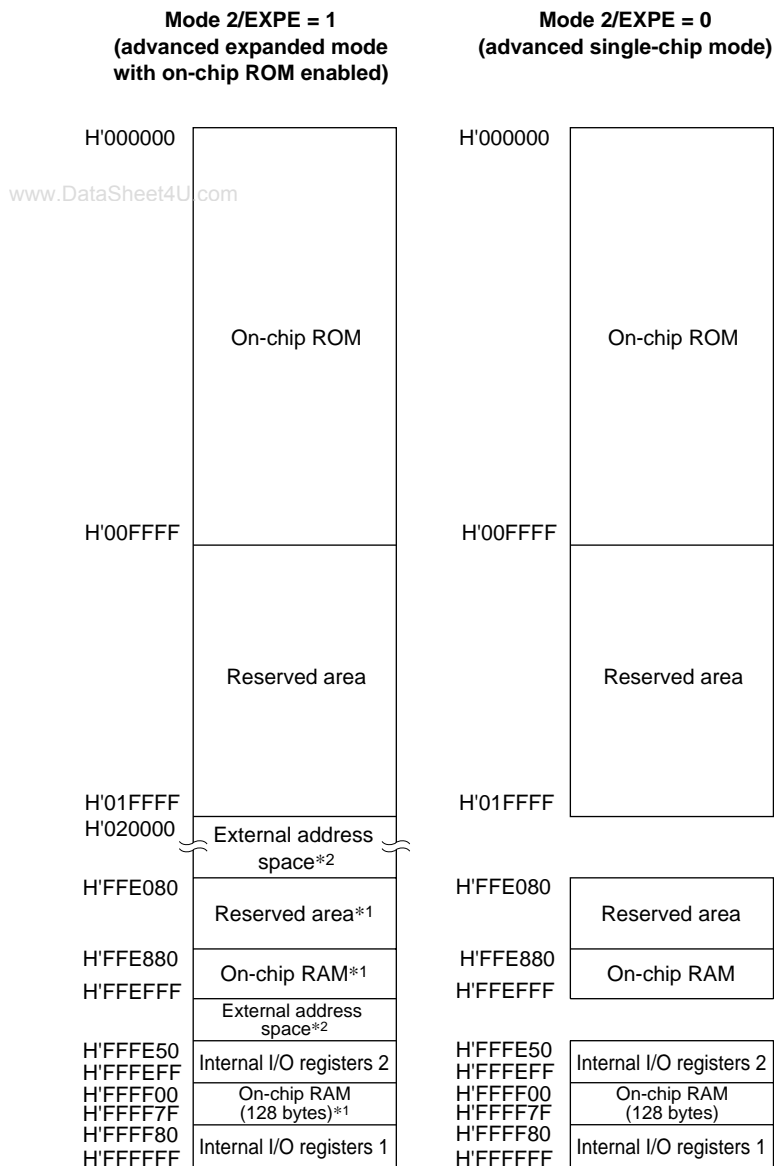 Mode 2/EXPE = 1
(advanced expanded mode
with on-chip ROM enabled)
Mode 2/EXPE = 0
(advanced single-chip mode)
H'000000
H'000000
www.DataSheet4U.com
On-chip ROM
On-chip ROM
H'00FFFF
H'00FFFF
Reserved area
Reserved area
H'01FFFF
H'01FFFF
H'020000
External address
space*2
H'FFE080
H'FFE080
Reserved area*1
Reserved area
H'FFE880
H'FFE880
On-chip RAM*1
On-chip RAM
H'FFEFFF
H'FFEFFF
External address
space*2
H'FFFE50
H'FFFE50
Internal I/O registers 2
Internal I/O registers 2
H'FFFEFF
H'FFFEFF
H'FFFF00
On-chip RAM
H'FFFF00
On-chip RAM
H'FFFF7F
(128 bytes)*1
H'FFFF7F
(128 bytes)
H'FFFF80
H'FFFF80
Internal I/O registers 1
Internal I/O registers 1
H'FFFFFF
H'FFFFFF